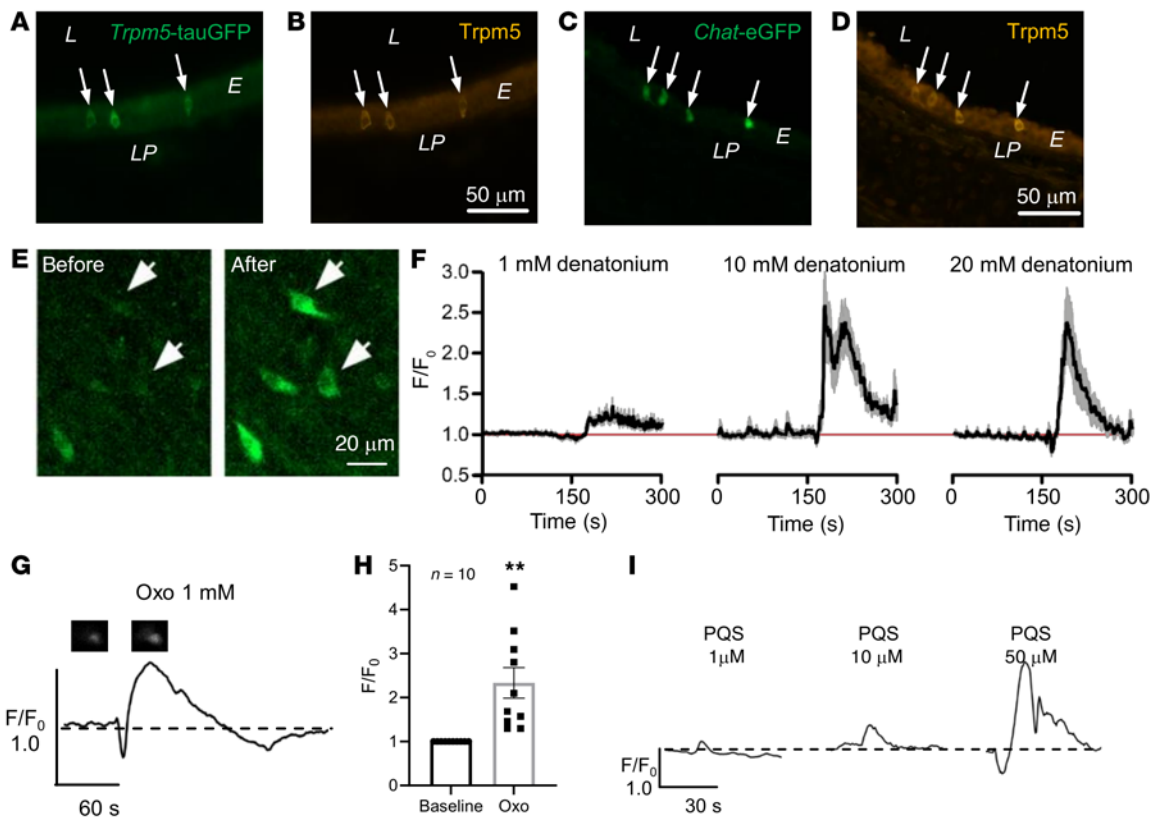 A
L
Trpm5-tauGFP
E
LP
B
L
Trpm5
E
LP
50 μm
C
L
Chat-eGFP
LP
E
D
L
Trpm5
LP
E
50 μm
E
Before
After
20 μm
F
1 mM denatonium
10 mM denatonium
20 mM denatonium
F/F0
3.0
2.5
2.0
1.5
1.0
0.5
0 150 300
0 150 300
0 150 300
Time (s)
Time (s)
Time (s)
G
Oxo 1 mM
F/F0
1.0
60 s
H
n = 10
**
F/F0
5
4
3
2
1
0
Baseline
Oxo
I
PQS
1μM
PQS
10 μM
PQS
50 μM
F/F0
1.0
30 s